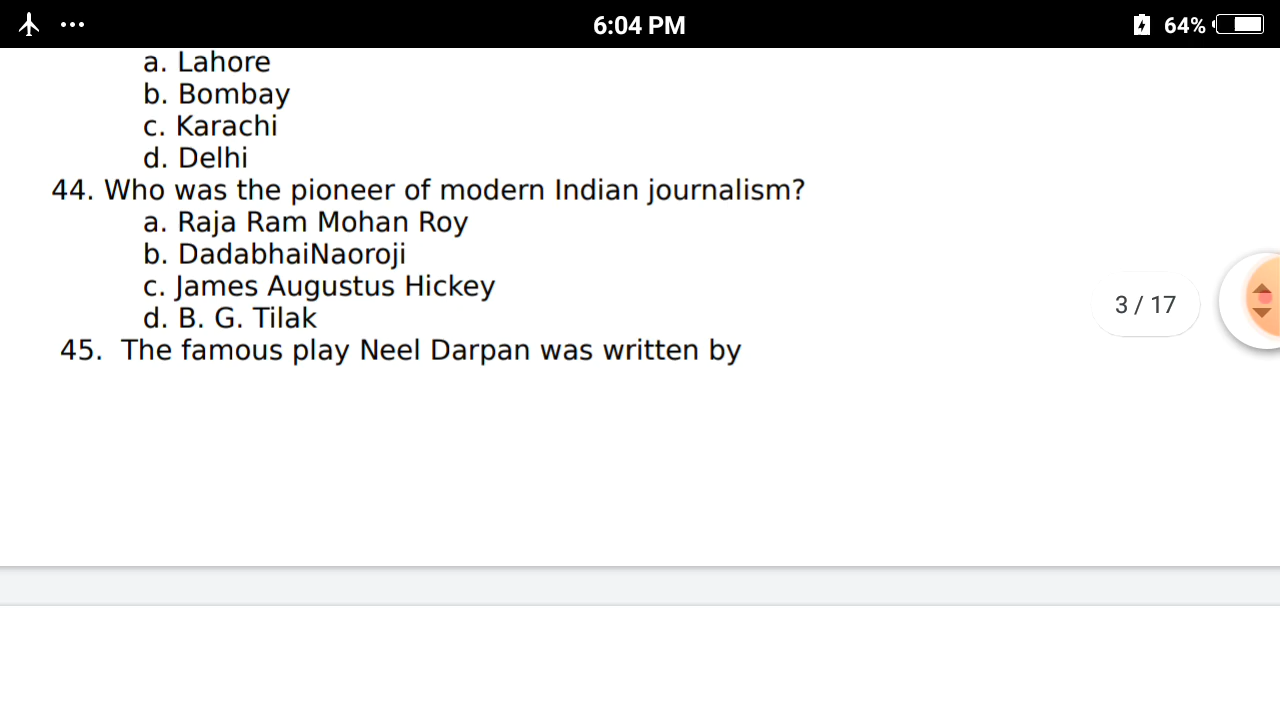 6:04 PM
64%
a. Lahore
b. Bombay
c. Karachi
d. Delhi
44. Who was the pioneer of modern Indian journalism?
a. Raja Ram Mohan Roy
b. DadabhaiNaoroji
c. James Augustus Hickey
d. B. G. Tilak
3 / 17
45. The famous play Neel Darpan was written by